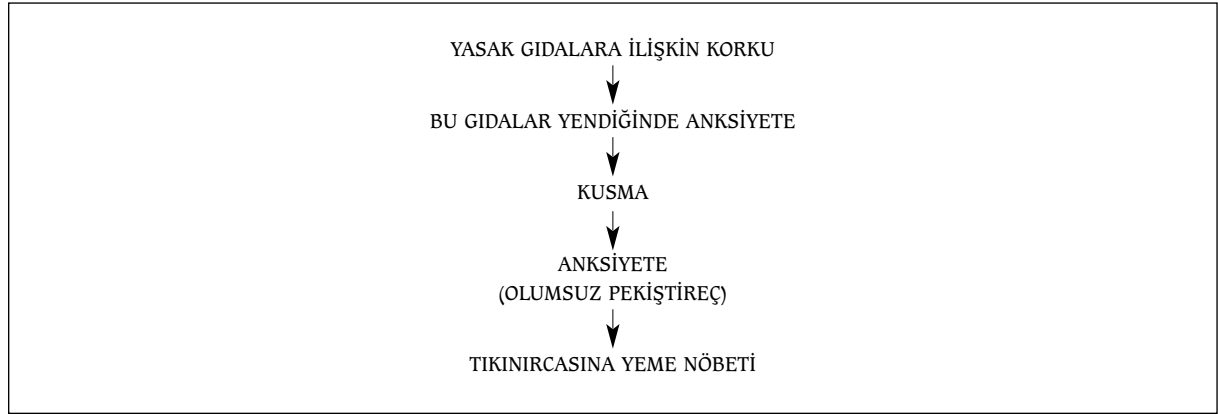 YASAK GIDALARA İLİŞKİN KORKU
BU GIDALAR YENDİĞİNDE ANKSİYETE
KUSMA
ANKSİYETE
(OLUMSUZ PEKİŞTİREÇ)
TIKINIRCASINA YEME NÖBETİ